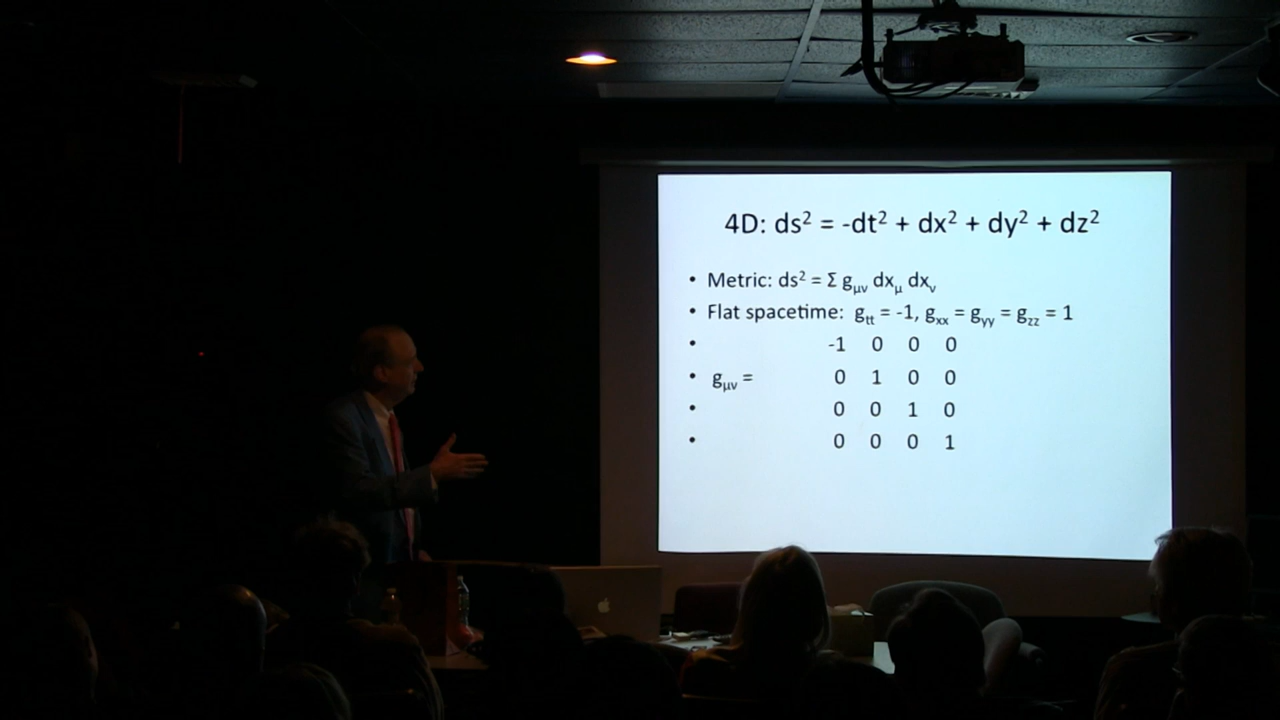 4D: ds² = -dt² + dx² + dy² + dz²
• Metric: ds² = Σ gμν dxμ dxν
• Flat spacetime: gtt = -1, gxx = gyy = gzz = 1
• -1 0 0 0
• gμν = 0 1 0 0
• 0 0 1 0
• 0 0 0 1